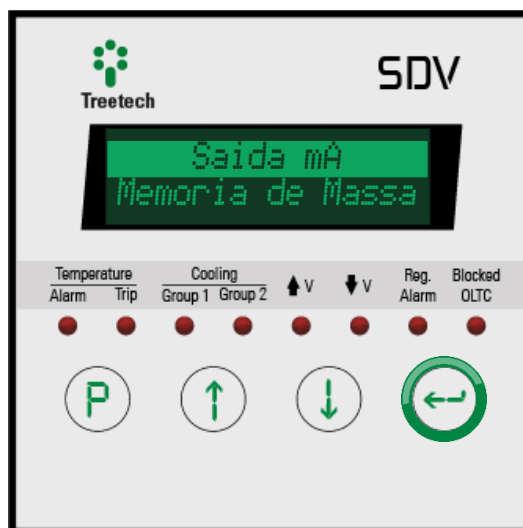 Treetech
SDV
Saida mA
Memoria de Massa
Temperature
Alarm Trip
Cooling
Group 1 Group 2
V
V
Reg.
Alarm
Blocked
OLTC
P